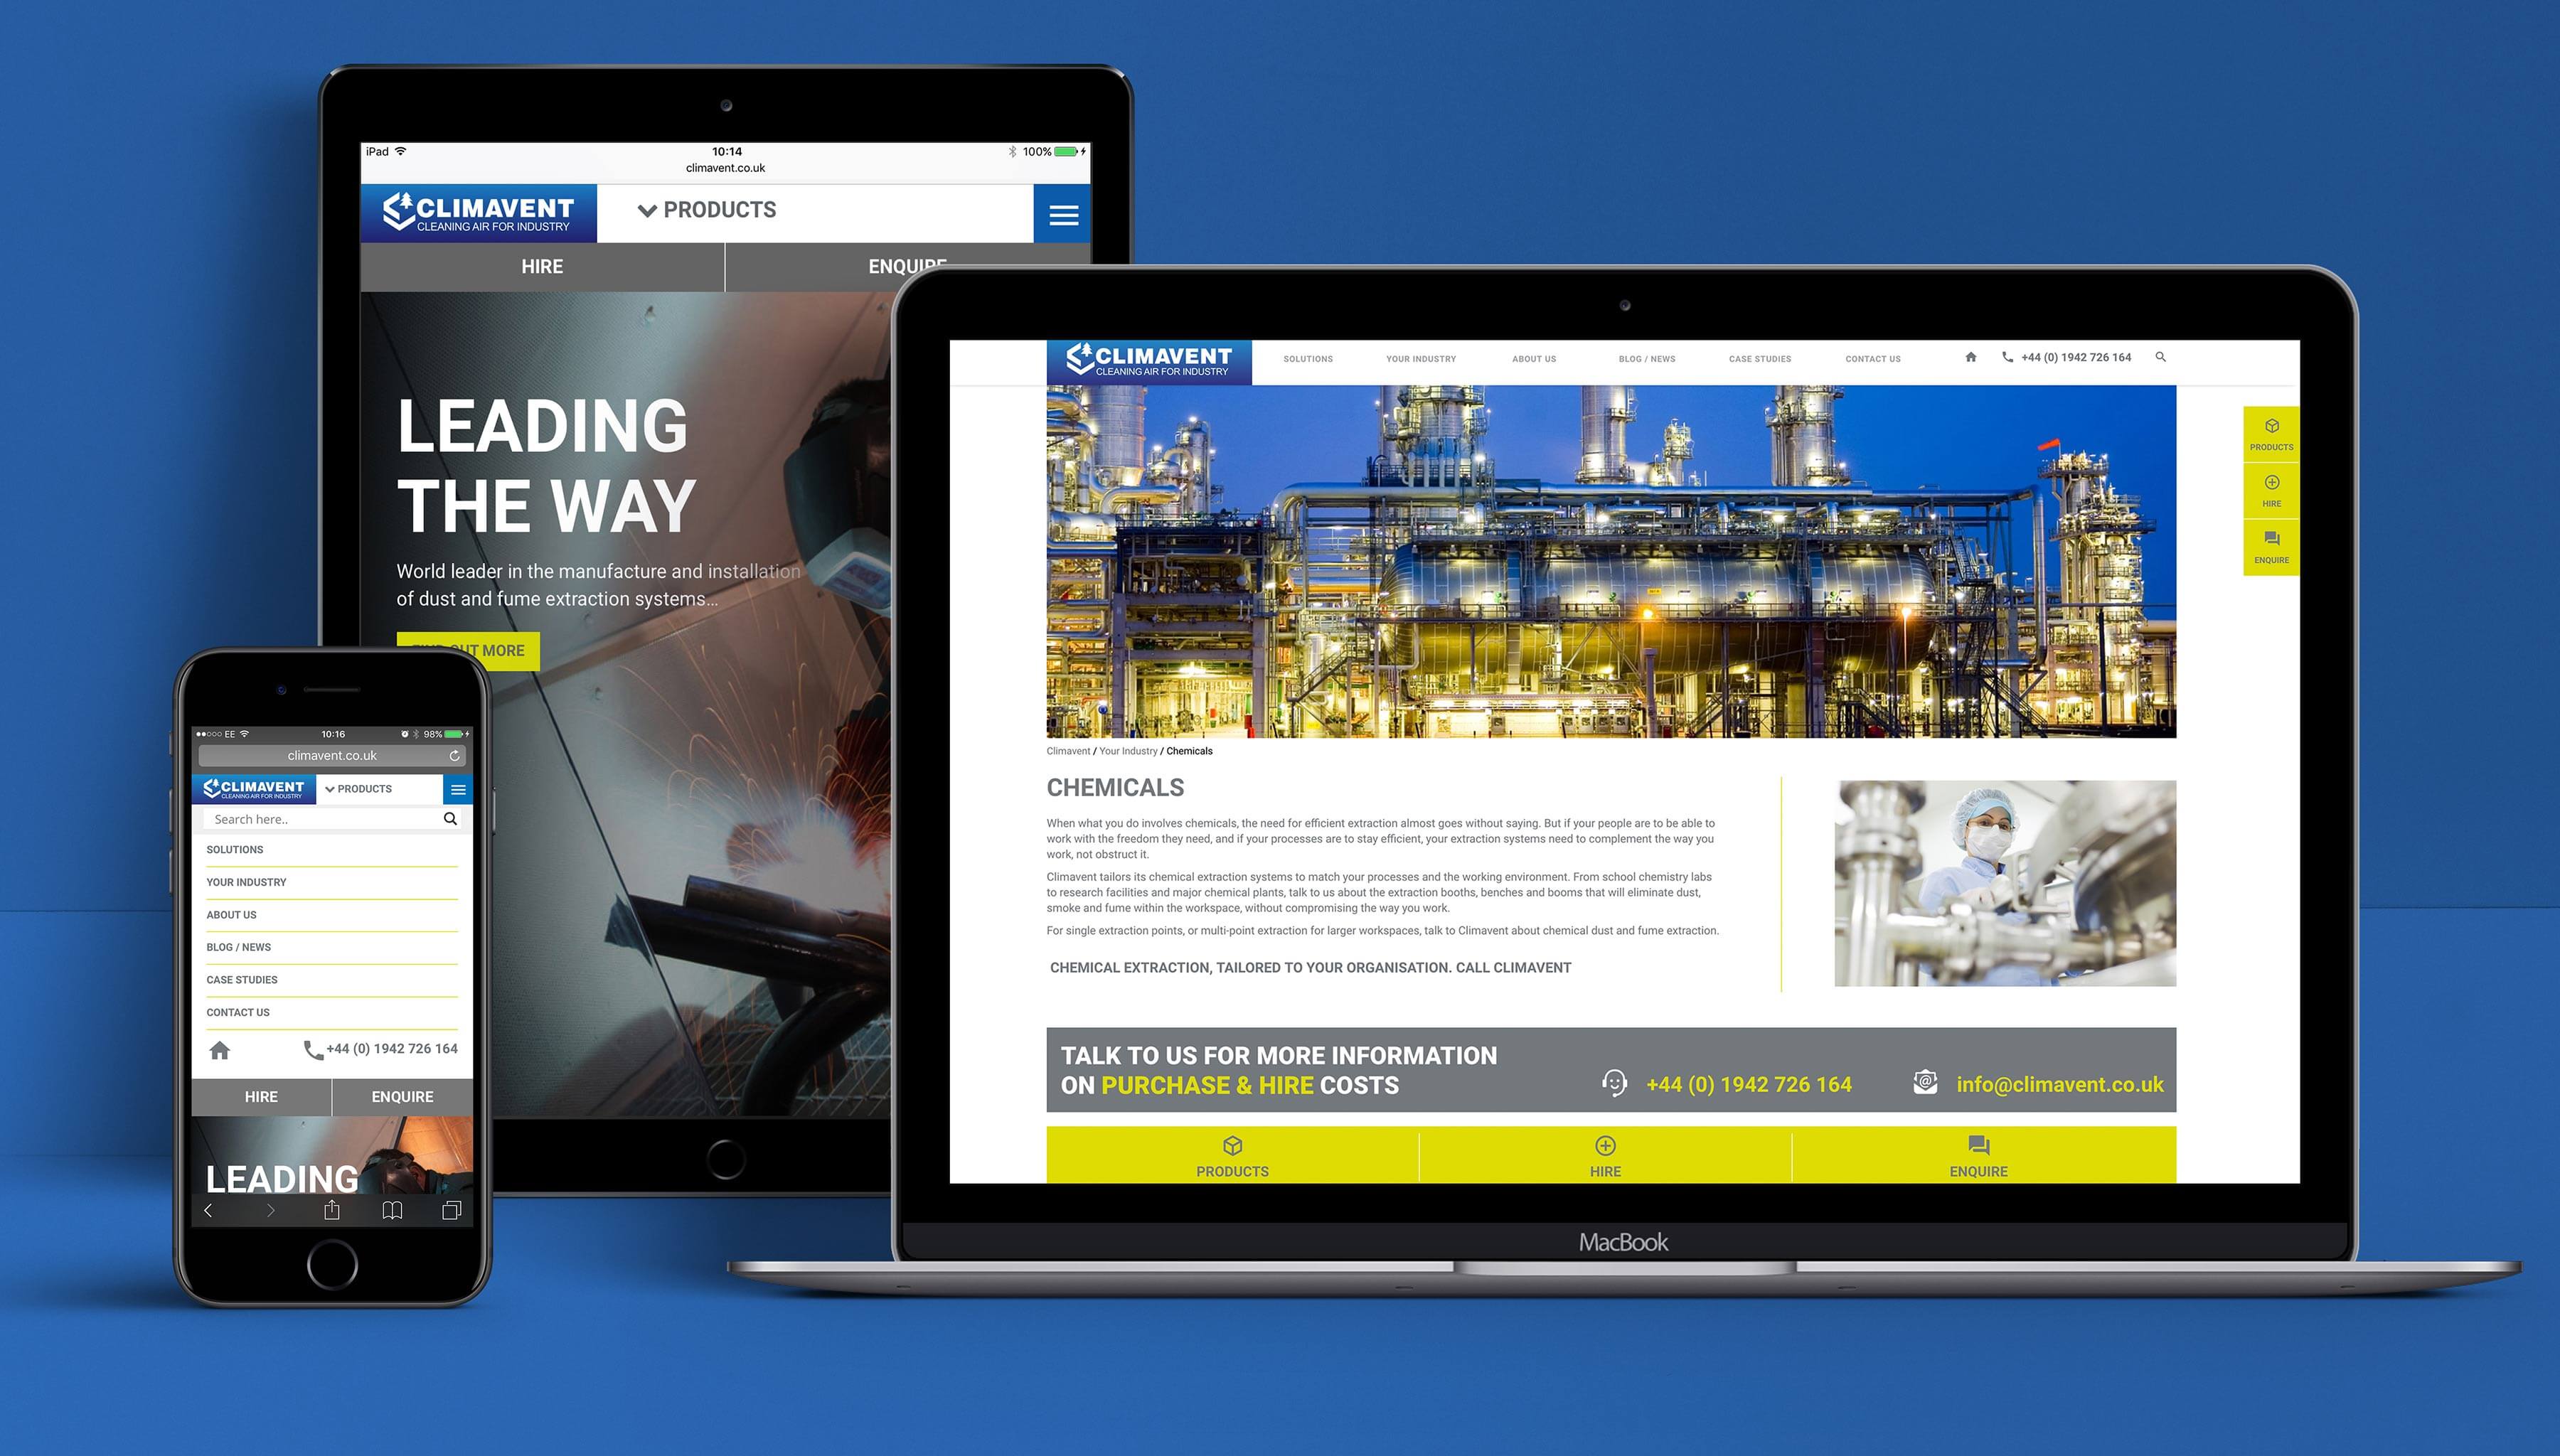 iPad
10:14
100%
climavent.co.uk
CLIMAVENT
CLEANING AIR FOR INDUSTRY
PRODUCTS
HIRE
ENQUIRE
LEADING
THE WAY
World leader in the manufacture and installation
of dust and fume extraction systems...
OUT MORE
EE
10:16
98%
climavent.co.uk
CLIMAVENT
CLEANING AIR FOR INDUSTRY
PRODUCTS
Search here..
SOLUTIONS
YOUR INDUSTRY
ABOUT US
BLOG / NEWS
CASE STUDIES
CONTACT US
+44 (0) 1942 726 164
HIRE
ENQUIRE
LEADING
CLIMAVENT
CLEANING AIR FOR INDUSTRY
SOLUTIONS
YOUR INDUSTRY
ABOUT US
BLOG / NEWS
CASE STUDIES
CONTACT US
+44 (0) 1942 726 164
PRODUCTS
HIRE
ENQUIRE
Climavent / Your Industry / Chemicals
CHEMICALS
When what you do involves chemicals, the need for efficient extraction almost goes without saying. But if your people are to be able to
work with the freedom they need, and if your processes are to stay efficient, your extraction systems need to complement the way you
work, not obstruct it.
Climavent tailors its chemical extraction systems to match your processes and the working environment. From school chemistry labs
to research facilities and major chemical plants, talk to us about the extraction booths, benches and booms that will eliminate dust,
smoke and fume within the workspace, without compromising the way you work.
For single extraction points, or multi-point extraction for larger workspaces, talk to Climavent about chemical dust and fume extraction.
CHEMICAL EXTRACTION, TAILORED TO YOUR ORGANISATION. CALL CLIMAVENT
TALK TO US FOR MORE INFORMATION
ON PURCHASE & HIRE COSTS
+44 (0) 1942 726 164
info@climavent.co.uk
PRODUCTS
HIRE
ENQUIRE
MacBook